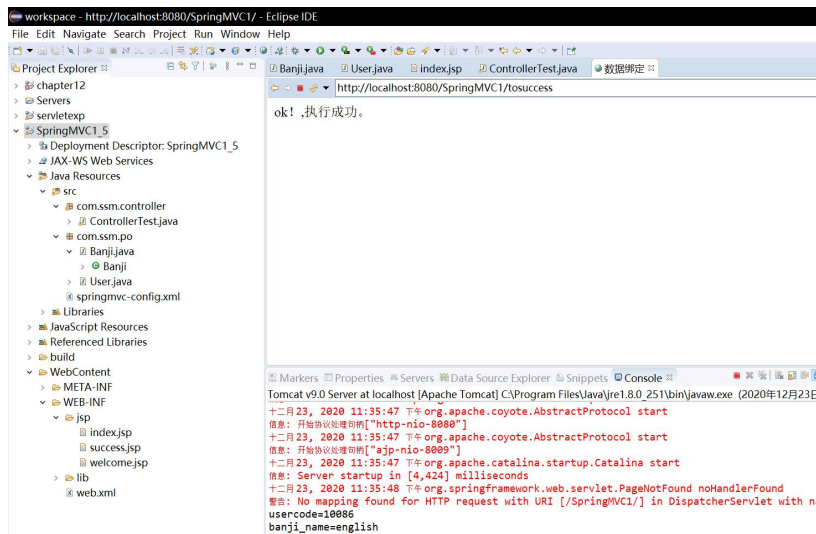 workspace - http://localhost:8080/SpringMVC1/ - Eclipse IDE
File Edit Navigate Search Project Run Window Help
Project Explorer
Banji.java User.java index.jsp ControllerTest.java 数据绑定
chapter12
Servers
servletexp
SpringMVC1_5
Deployment Descriptor: SpringMVC1_5
JAX-WS Web Services
Java Resources
src
com.ssm.controller
ControllerTest.java
com.ssm.po
Banji.java
Banji
User.java
springmvc-config.xml
Libraries
JavaScript Resources
Referenced Libraries
build
WebContent
META-INF
WEB-INF
jsp
index.jsp
success.jsp
welcome.jsp
lib
web.xml
http://localhost:8080/SpringMVC1/tosuccess
ok! ,执行成功。
Markers Properties Servers Data Source Explorer Snippets Console
Tomcat v9.0 Server at localhost [Apache Tomcat] C:\Program Files\Java\jre1.8.0_251\bin\javaw.exe (2020年12月23日
十二月 23, 2020 11:35:47 下午 org.apache.coyote.AbstractProtocol start
信息: 开始协议处理句柄["http-nio-8080"]
十二月 23, 2020 11:35:47 下午 org.apache.coyote.AbstractProtocol start
信息: 开始协议处理句柄["ajp-nio-8009"]
十二月 23, 2020 11:35:47 下午 org.apache.catalina.startup.Catalina start
信息: Server startup in [4,424] milliseconds
十二月 23, 2020 11:35:48 下午 org.springframework.web.servlet.PageNotFound noHandlerFound
警告: No mapping found for HTTP request with URI [/SpringMVC1/] in DispatcherServlet with n
usercode=10086
banji_name=english